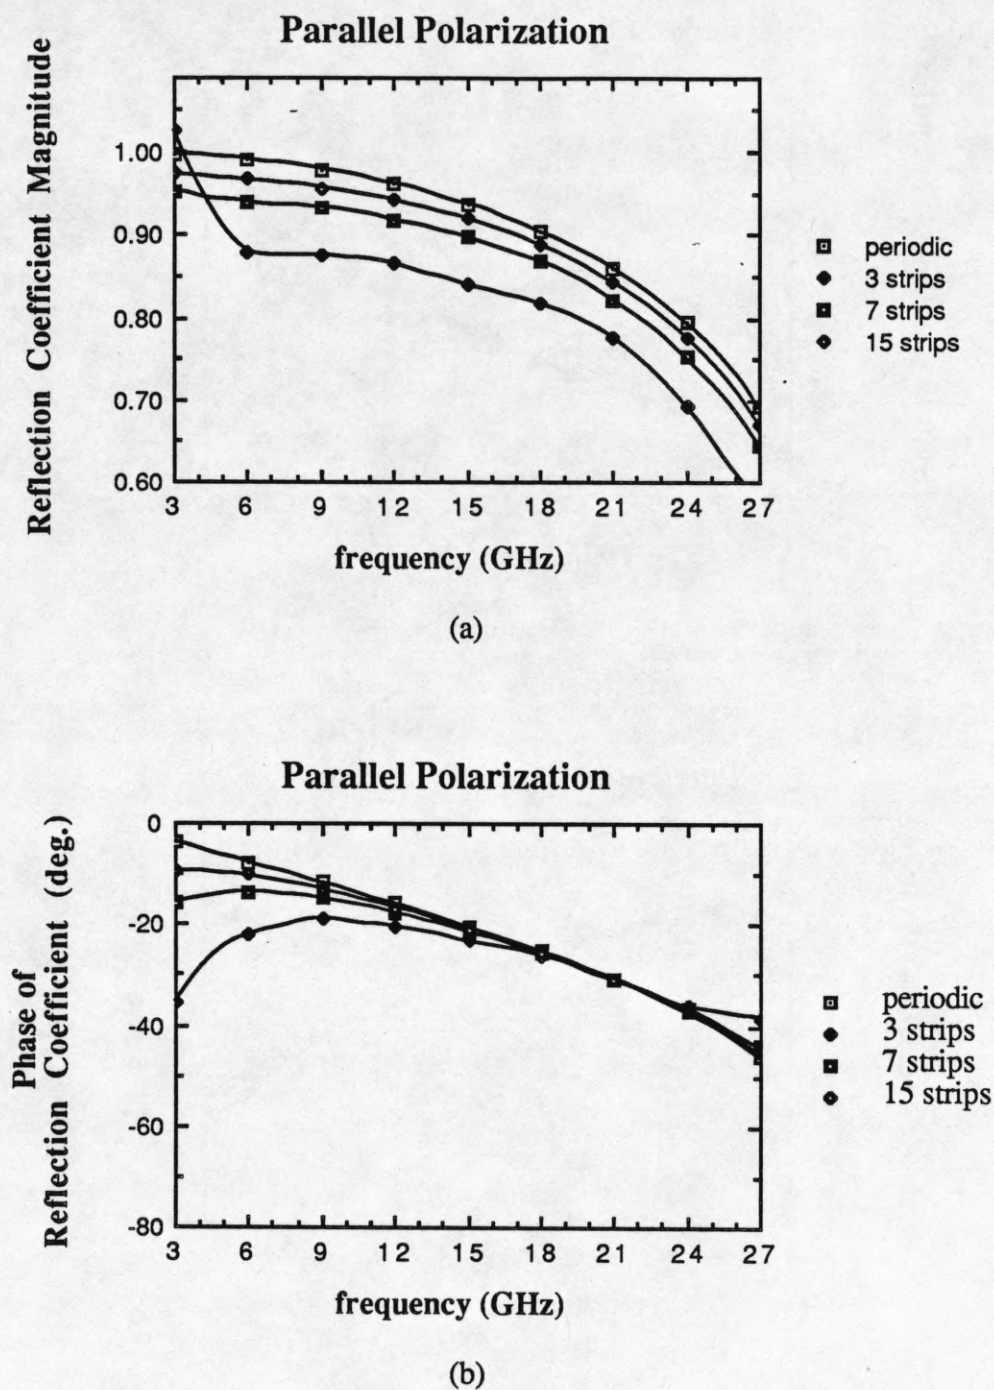 Parallel Polarization
Reflection Coefficient Magnitude
1.00
0.90
0.80
0.70
0.60
3 6 9 12 15 18 21 24 27
frequency (GHz)
periodic
3 strips
7 strips
15 strips
(a)
Parallel Polarization
Phase of
Reflection Coefficient (deg.)
0
-20
-40
-60
-80
3 6 9 12 15 18 21 24 27
frequency (GHz)
periodic
3 strips
7 strips
15 strips
(b)